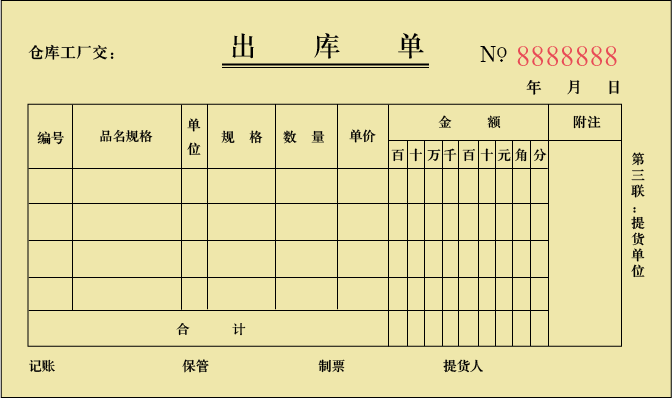 出 库 单
仓库工厂交：
No. 8888888
年 月 日
编号 品名规格 单位 规 格 数 量 单价 金 额 附注
百 十 万 千 百 十 元 角 分
合 计
第三联：提货单位
记账 保管 制票 提货人